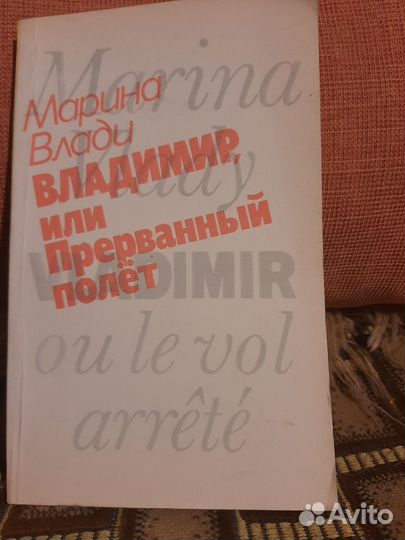 Marina
Vlady
VLADIMIR
ou le vol
arrêté
Марина
Влади
ВЛАДИМИР,
или
Прерванный
полёт
Avito